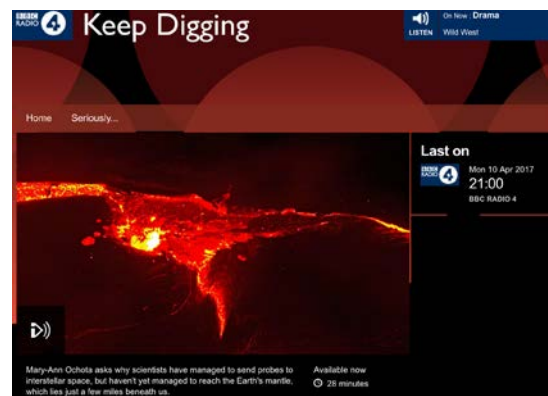 BBC
RADIO 4
Keep Digging
LISTEN
On Now : Drama
Wild West
Home Seriously...
Last on
BBC
RADIO 4
Mon 10 Apr 2017
21:00
BBC RADIO 4
Mary-Ann Ochota asks why scientists have managed to send probes to
interstellar space, but haven't yet managed to reach the Earth's mantle,
which lies just a few miles beneath us.
Available now
28 minutes